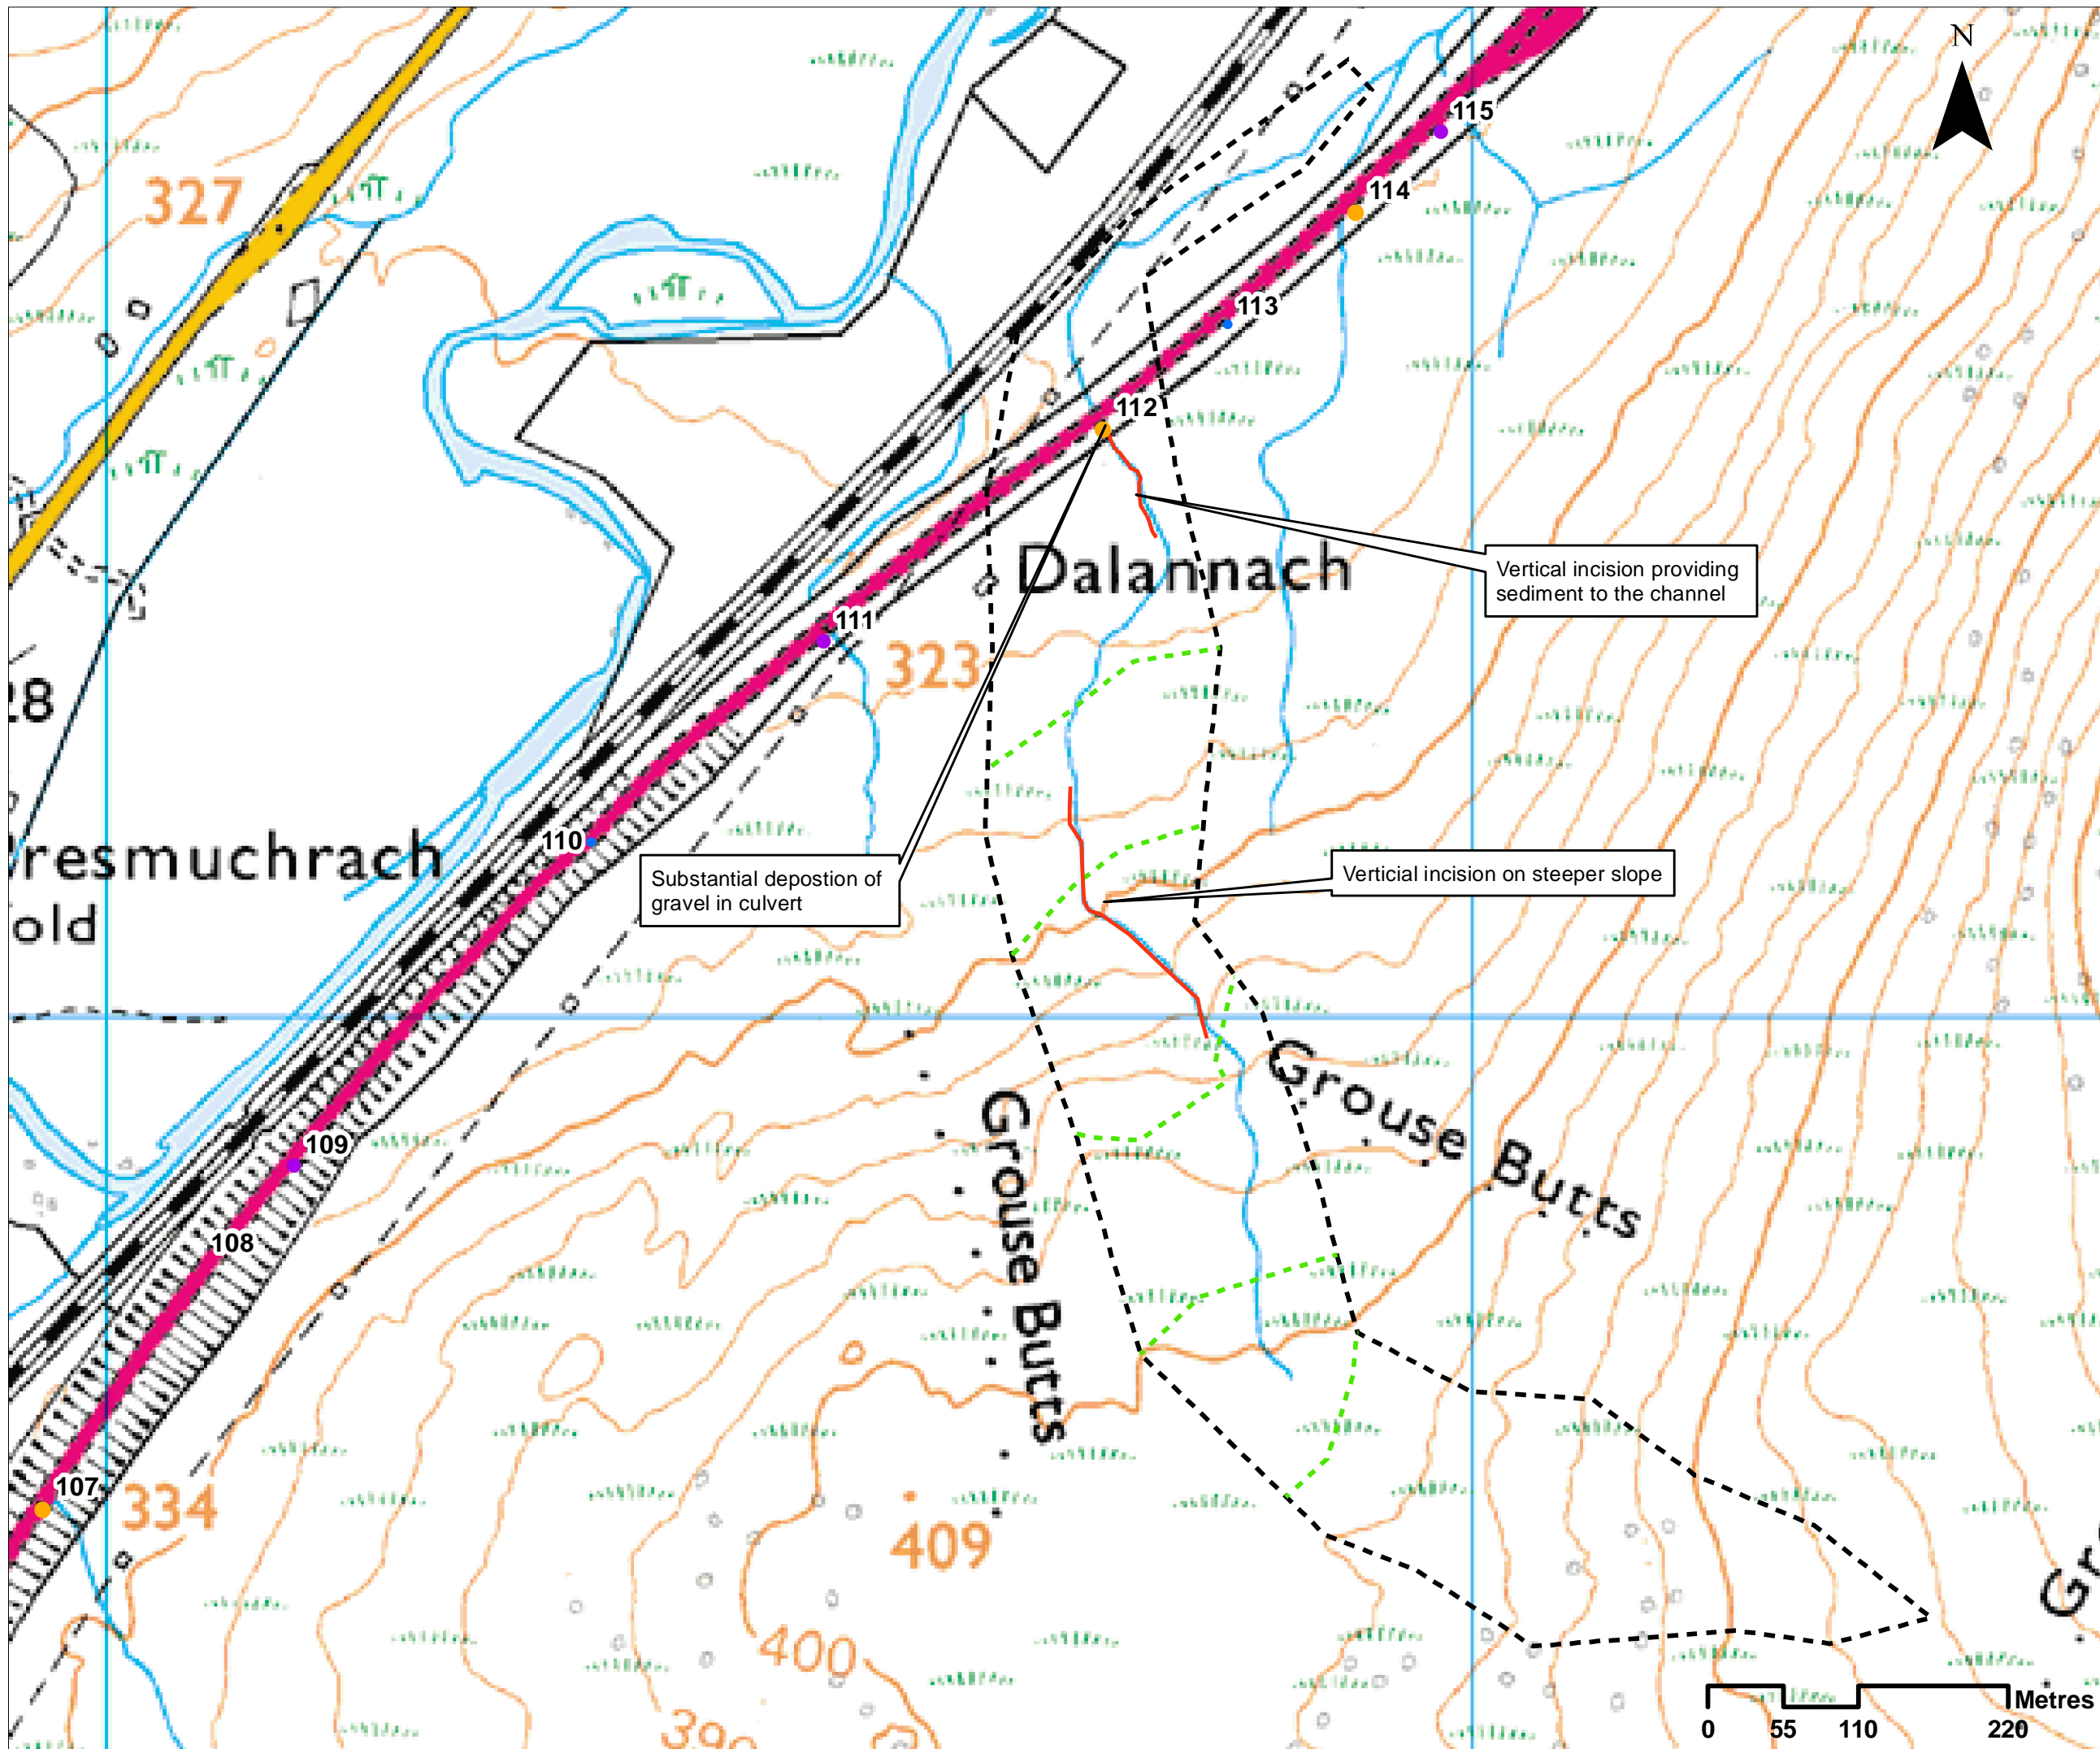 N
115
114
327
113
112
Vertical incision providing
sediment to the channel
Dalannach
111
323
28
110
resmuchrach
old
Substantial depostion of
gravel in culvert
Verticial incision on steeper slope
Grouse Butts
Grouse Butts
109
108
107
334
409
400
390
Gr
Metres
0 55 110 220